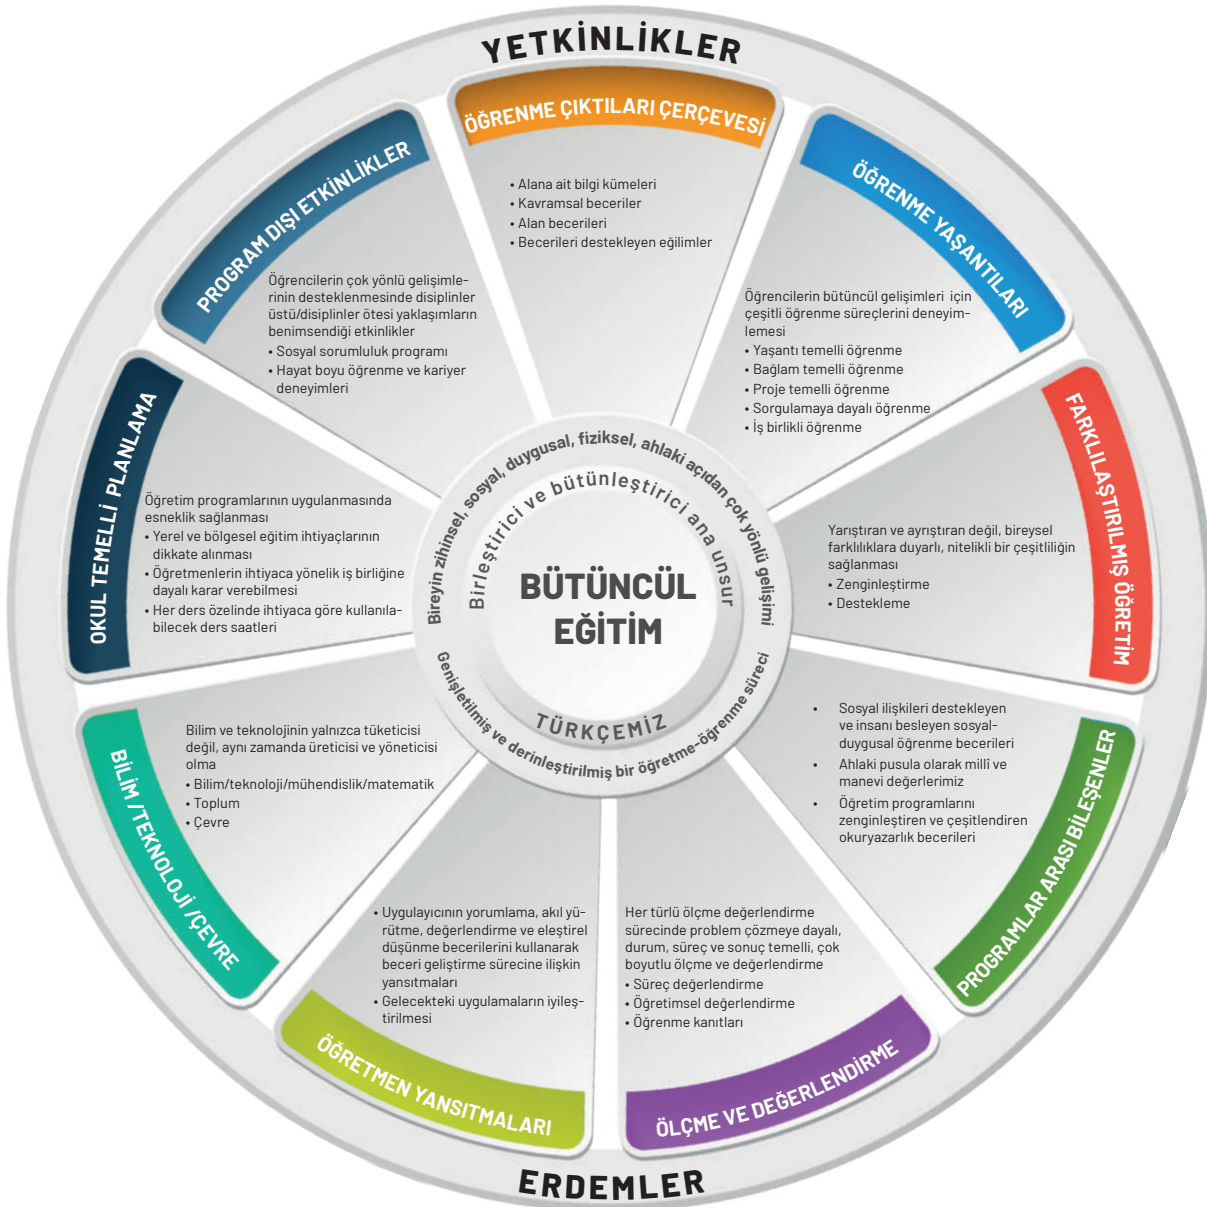 YETKİNLİKLER
ÖĞRENME ÇIKTILARI ÇERÇEVESİ
• Alana ait bilgi kümeleri
• Kavramsal beceriler
• Alan becerileri
• Becerileri destekleyen eğilimler
ÖĞRENME YAŞANTILARI
Öğrencilerin bütüncül gelişimleri için
çeşitli öğrenme süreçlerini deneyim-
lemesi
• Yaşantı temelli öğrenme
• Bağlam temelli öğrenme
• Proje temelli öğrenme
• Sorgulamaya dayalı öğrenme
• İş birlikli öğrenme
FARKLILAŞTIRILMIŞ ÖĞRETİM
Yarıştıran ve ayrıştıran değil, bireysel
farklılıklara duyarlı, nitelikli bir çeşitliliğin
sağlanması
• Zenginleştirme
• Destekleme
PROGRAMLAR ARASI BİLEŞENLER
• Sosyal ilişkileri destekleyen
ve insanı besleyen sosyal-
duygusal öğrenme becerileri
• Ahlaki pusula olarak millî ve
manevi değerlerimiz
• Öğretim programlarını
zenginleştiren ve çeşitlendiren
okuryazarlık becerileri
ÖLÇME VE DEĞERLENDİRME
Her türlü ölçme değerlendirme
sürecinde problem çözmeye dayalı,
durum, süreç ve sonuç temelli, çok
boyutlu ölçme ve değerlendirme
• Süreç değerlendirme
• Öğretimsel değerlendirme
• Öğrenme kanıtları
ÖĞRETMEN YANSITMALARI
• Uygulayıcının yorumlama, akıl yü-
rütme, değerlendirme ve eleştirel
düşünme becerilerini kullanarak
beceri geliştirme sürecine ilişkin
yansıtmaları
• Gelecekteki uygulamaların iyileş-
tirilmesi
BİLİM /TEKNOLOJİ /ÇEVRE
Bilim ve teknolojinin yalnızca tüketicisi
değil, aynı zamanda üreticisi ve yöneticisi
olma
• Bilim/teknoloji/mühendislik/matematik
• Toplum
• Çevre
OKUL TEMELLİ PLANLAMA
Öğretim programlarının uygulanmasında
esneklik sağlanması
• Yerel ve bölgesel eğitim ihtiyaçlarının
dikkate alınması
• Öğretmenlerin ihtiyaca yönelik iş birliğine
dayalı karar verebilmesi
• Her ders özelinde ihtiyaca göre kullanıla-
bilecek ders saatleri
PROGRAM DIŞI ETKİNLİKLER
Öğrencilerin çok yönlü gelişimle-
rinin desteklenmesinde disiplinler
üstü/disiplinler ötesi yaklaşımların
benimsendiği etkinlikler
• Sosyal sorumluluk programı
• Hayat boyu öğrenme ve kariyer
deneyimleri
Bireyin zihinsel, sosyal, duygusal, fiziksel, ahlaki açıdan çok yönlü gelişimi
Birleştirici ve bütünleştirici ana unsur
BÜTÜNCÜL
EĞİTİM
TÜRKÇEMİZ
Genişletilmiş ve derinleştirilmiş bir öğretme-öğrenme süreci
ERDEMLER